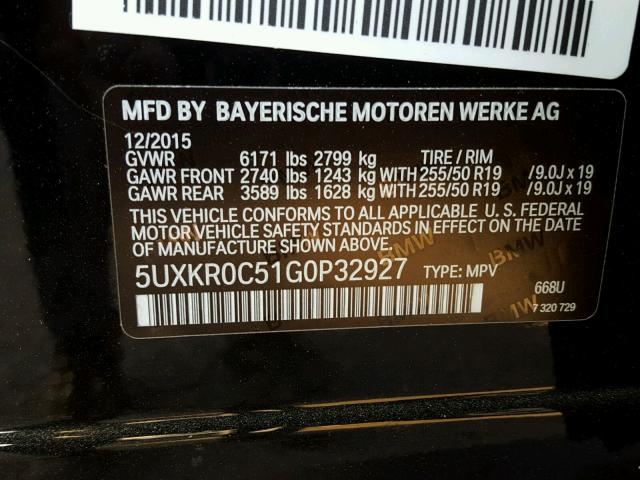 MFD BY BAYERISCHE MOTOREN WERKE AG
12/2015
GVWR 6171 lbs 2799 kg TIRE / RIM
GAWR FRONT 2740 lbs 1243 kg WITH 255/50 R19 /9.0J x 19
GAWR REAR 3589 lbs 1628 kg WITH 255/50 R19 /9.0J x 19
THIS VEHICLE CONFORMS TO ALL APPLICABLE U. S. FEDERAL
MOTOR VEHICLE SAFETY STANDARDS IN EFFECT ON THE DATE
OF MANUFACTURE SHOWN ABOVE.
5UXKR0C51G0P32927 TYPE: MPV 668U
7 320 729